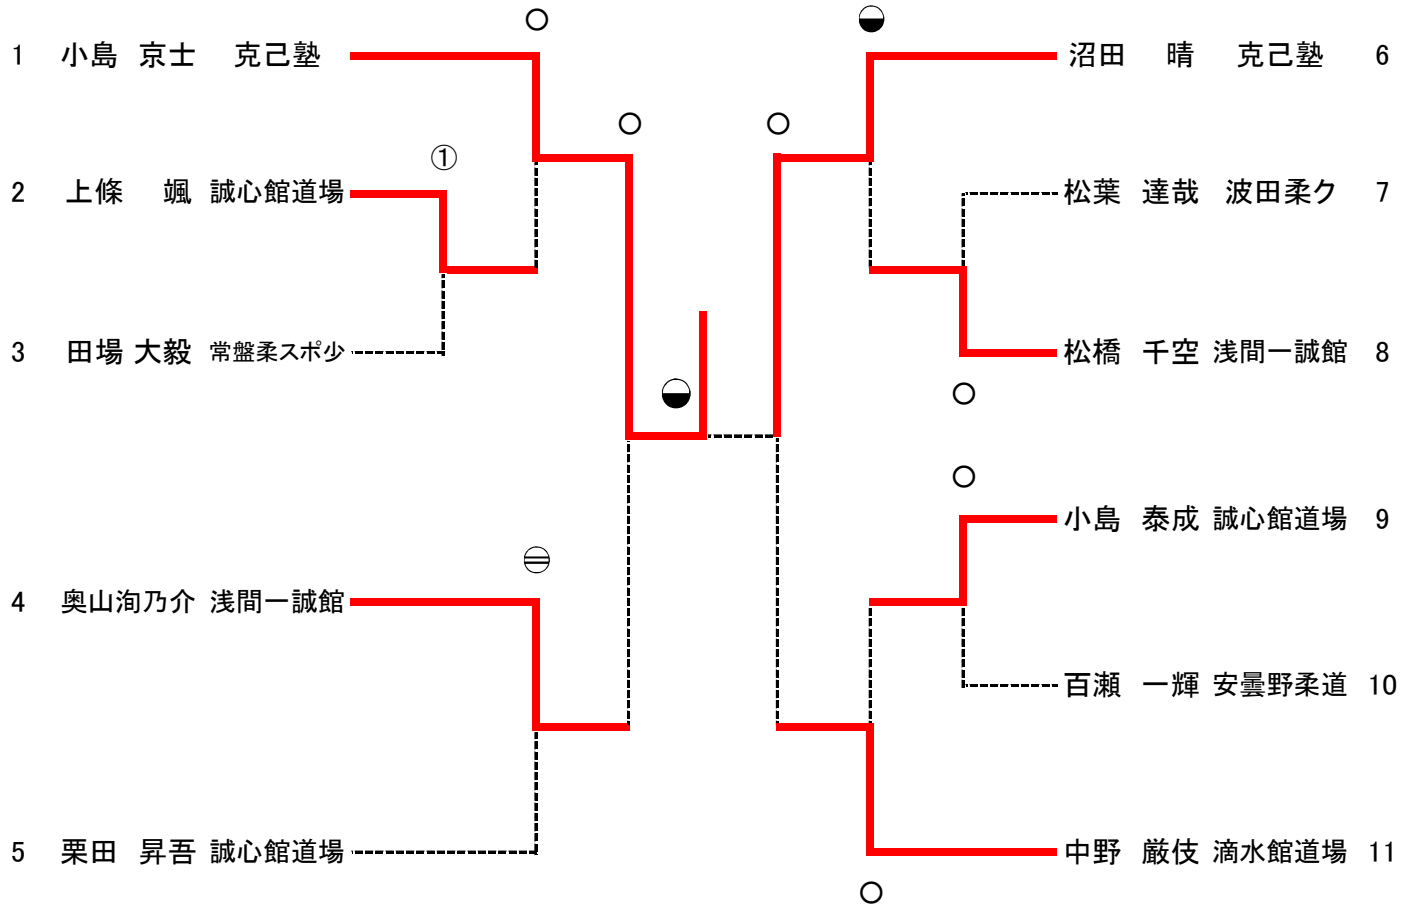 1 小島 京士 克己塾
①
2 上條 颯 誠心館道場
3 田場 大毅 常盤柔スポ少
4 奥山洵乃介 浅間一誠館
5 栗田 昇吾 誠心館道場
沼田 晴 克己塾 6
松葉 達哉 波田柔ク 7
松橋 千空 浅間一誠館 8
小島 泰成 誠心館道場 9
百瀬 一輝 安曇野柔道 10
中野 厳伎 滴水館道場 11